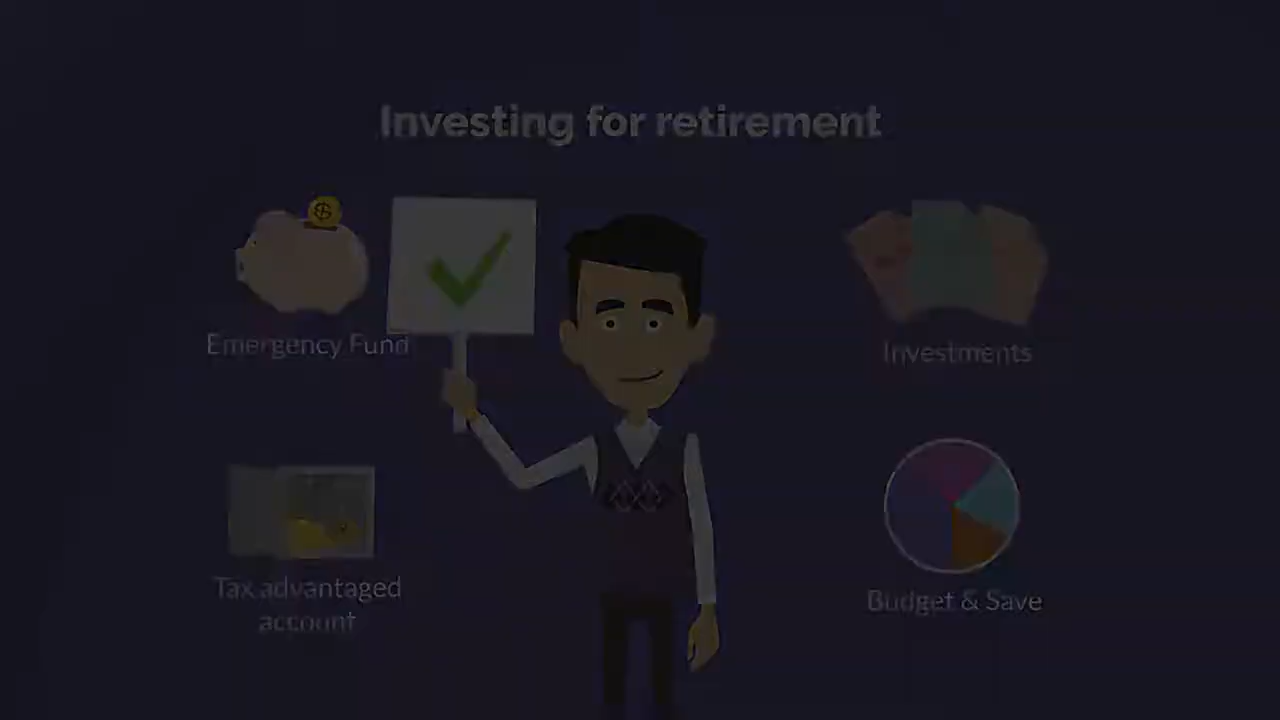 Investing for retirement
Emergency Fund
Investments
Tax advantaged
account
Budget & Save